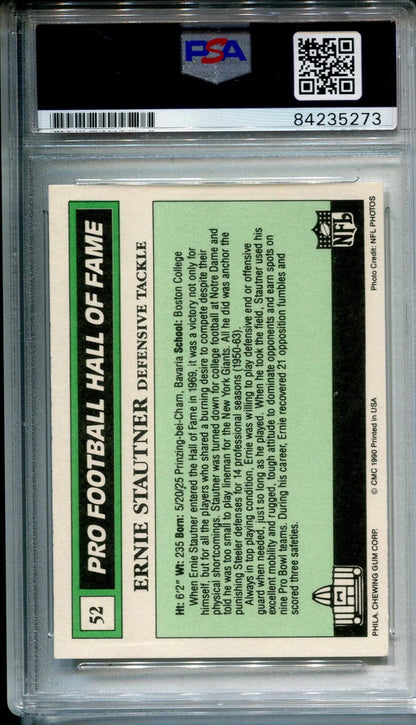 PSA
84235273
52
PRO FOOTBALL HALL OF FAME
ERNIE STAUTNER DEFENSIVE TACKLE
Ht: 6'2" Wt: 235 Born: 5/20/25 Prinzing-bei-Cham, Bavaria School: Boston College
When Ernie Stautner entered the Hall of Fame in 1969, it was a victory not only for
himself, but for all the players who shared a burning desire to compete despite their
physical shortcomings. Stautner was turned down for college football at Notre Dame and
told he was too small to play lineman for the New York Giants. All he did was anchor the
punishing Steeler defenses for 14 professional seasons (1950-63).
Always in top playing condition, Ernie was willing to play defensive end or offensive
guard when needed, just so long as he played. When he took the field, Stautner used his
excellent mobility and rugged, tough attitude to dominate opponents and earn spots on
nine Pro Bowl teams. During his career, Ernie recovered 21 opposition fumbles and
scored three safeties.
NFL
PHILA. CHEWING GUM CORP.
© CMC 1990 Printed in USA
Photo Credit: NFL PHOTOS